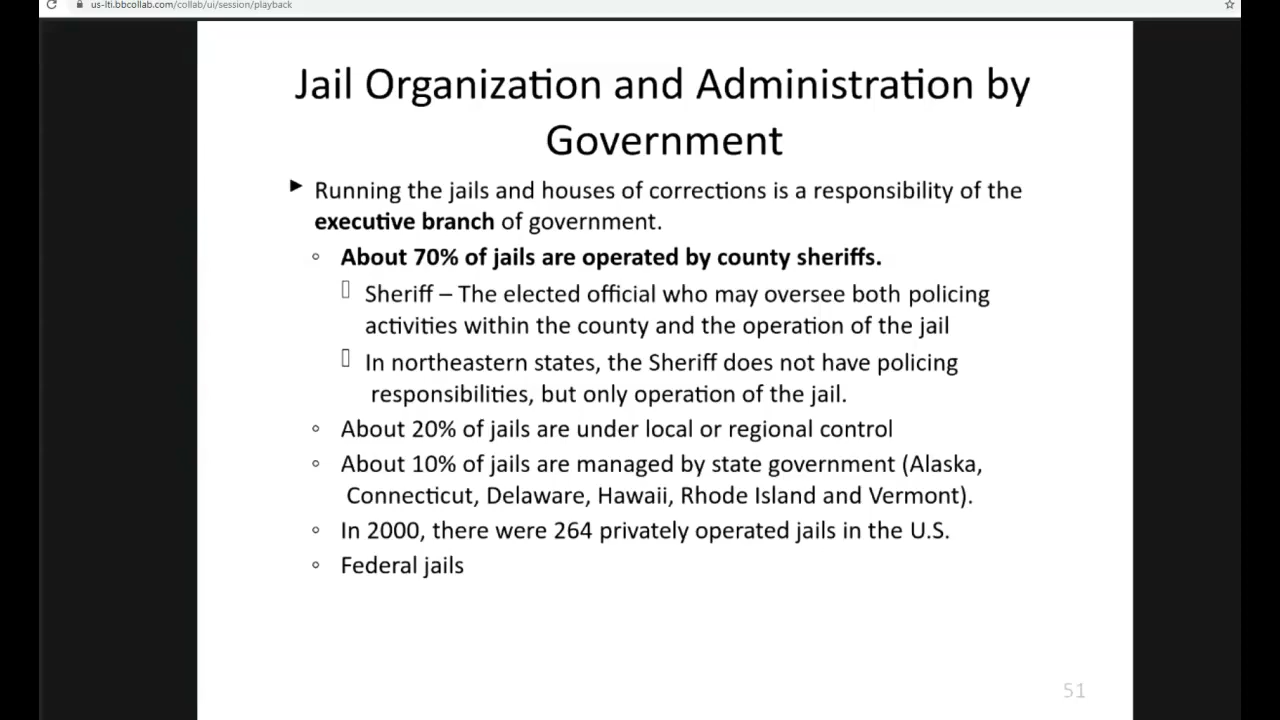 us-lti.bbcollab.com/collab/ui/session/playback
Jail Organization and Administration by
Government
Running the jails and houses of corrections is a responsibility of the
executive branch of government.
About 70% of jails are operated by county sheriffs.
Sheriff – The elected official who may oversee both policing
activities within the county and the operation of the jail
In northeastern states, the Sheriff does not have policing
responsibilities, but only operation of the jail.
About 20% of jails are under local or regional control
About 10% of jails are managed by state government (Alaska,
Connecticut, Delaware, Hawaii, Rhode Island and Vermont).
In 2000, there were 264 privately operated jails in the U.S.
Federal jails
51